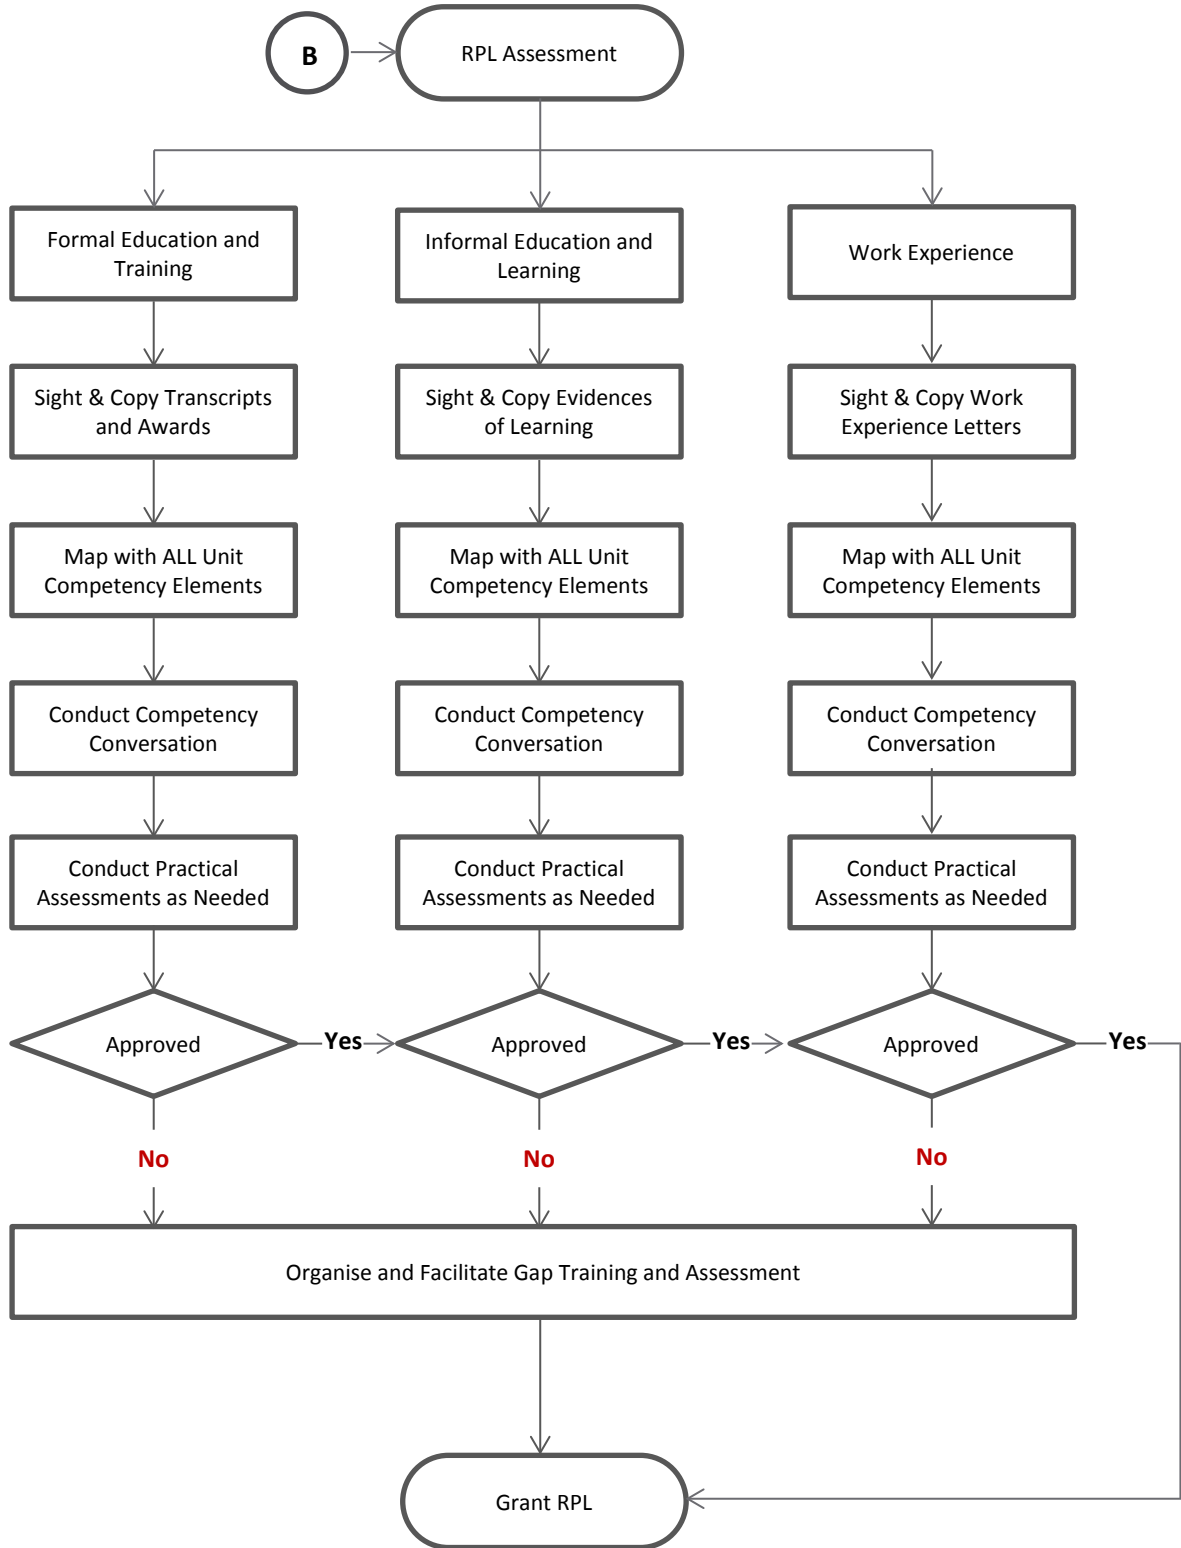 B
RPL Assessment
Formal Education and
Training
Informal Education and
Learning
Work Experience
Sight & Copy Transcripts
and Awards
Sight & Copy Evidences
of Learning
Sight & Copy Work
Experience Letters
Map with ALL Unit
Competency Elements
Map with ALL Unit
Competency Elements
Map with ALL Unit
Competency Elements
Conduct Competency
Conversation
Conduct Competency
Conversation
Conduct Competency
Conversation
Conduct Practical
Assessments as Needed
Conduct Practical
Assessments as Needed
Conduct Practical
Assessments as Needed
Approved
Yes
Approved
Yes
Approved
Yes
No
No
No
Organise and Facilitate Gap Training and Assessment
Grant RPL